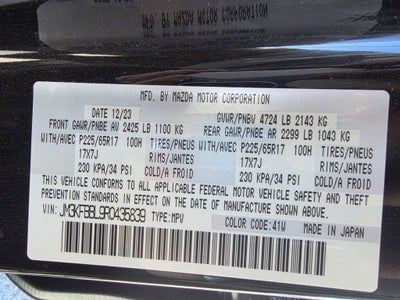 MFD. BY MAZDA MOTOR CORPORATION
DATE 12/23 GVWR/PNBV 4724 LB 2143 KG
FRONT GAWR/PNBE AV 2425 LB 1100 KG REAR GAWR/PNBE AR 2299 LB 1043 KG
WITH/AVEC P225/65R17 100H TIRES/PNEUS WITH/AVEC P225/65R17 100H TIRES/PNEUS
17X7J RIMS/JANTES 17X7J RIMS/JANTES
230 KPA/34 PSI COLD/A FROID 230 KPA/34 PSI COLD/A FROID
THIS VEHICLE CONFORMS TO ALL APPLICABLE FEDERAL MOTOR VEHICLE SAFETY AND THEFT
PREVENTION STANDARDS IN EFFECT ON THE DATE OF MANUFACTURE SHOWN ABOVE.
VIN: JM3KFBBL9R0435839 TYPE: MPV
COLOR CODE: 41W MADE IN JAPAN